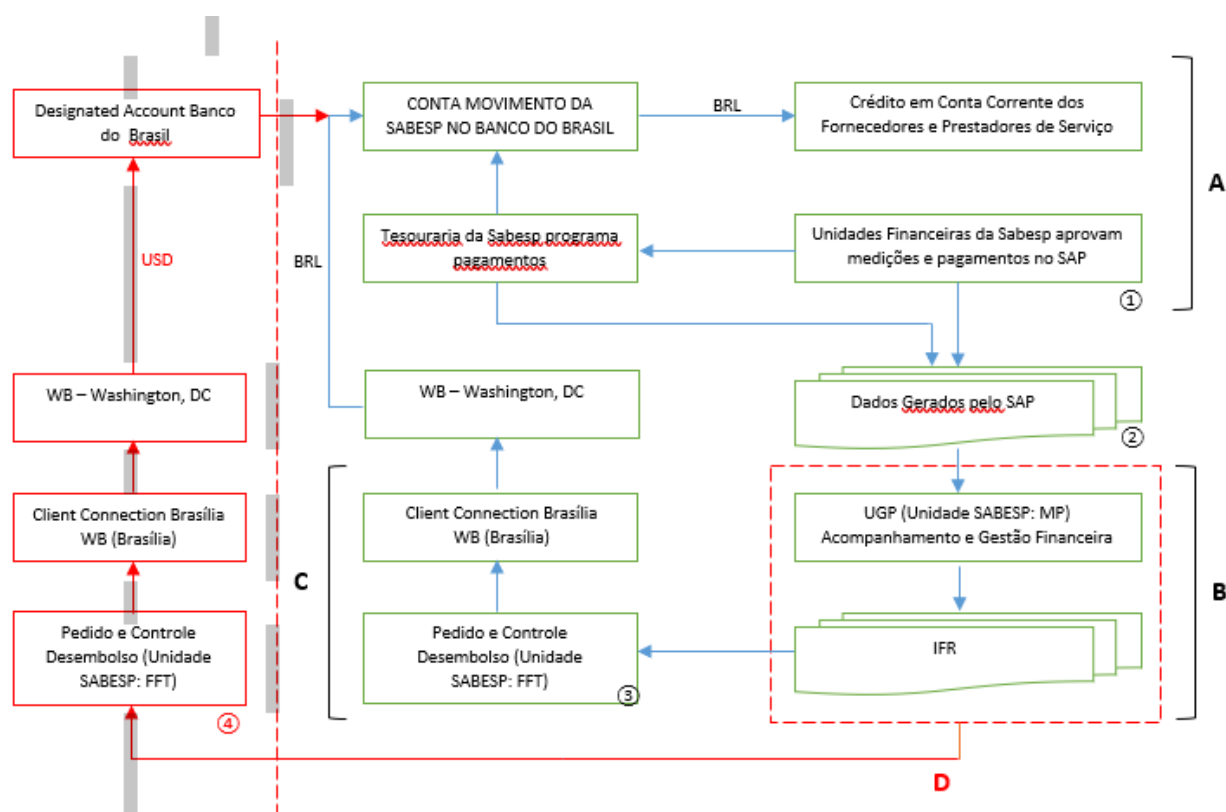 Designated Account Banco
do Brasil
CONTA MOVIMENTO DA
SABESP NO BANCO DO BRASIL
BRL
Crédito em Conta Corrente dos
Fornecedores e Prestadores de Serviço
A
USD
BRL
Tesouraria da Sabesp programa
pagamentos
Unidades Financeiras da Sabesp aprovam
medições e pagamentos no SAP
①
WB – Washington, DC
WB – Washington, DC
Dados Gerados pelo SAP
②
Client Connection Brasília
WB (Brasília)
C
Client Connection Brasília
WB (Brasília)
UGP (Unidade SABESP: MP)
Acompanhamento e Gestão Financeira
B
Pedido e Controle
Desembolso (Unidade
SABESP: FFT)
④
Pedido e Controle
Desembolso (Unidade
SABESP: FFT)
③
IFR
D